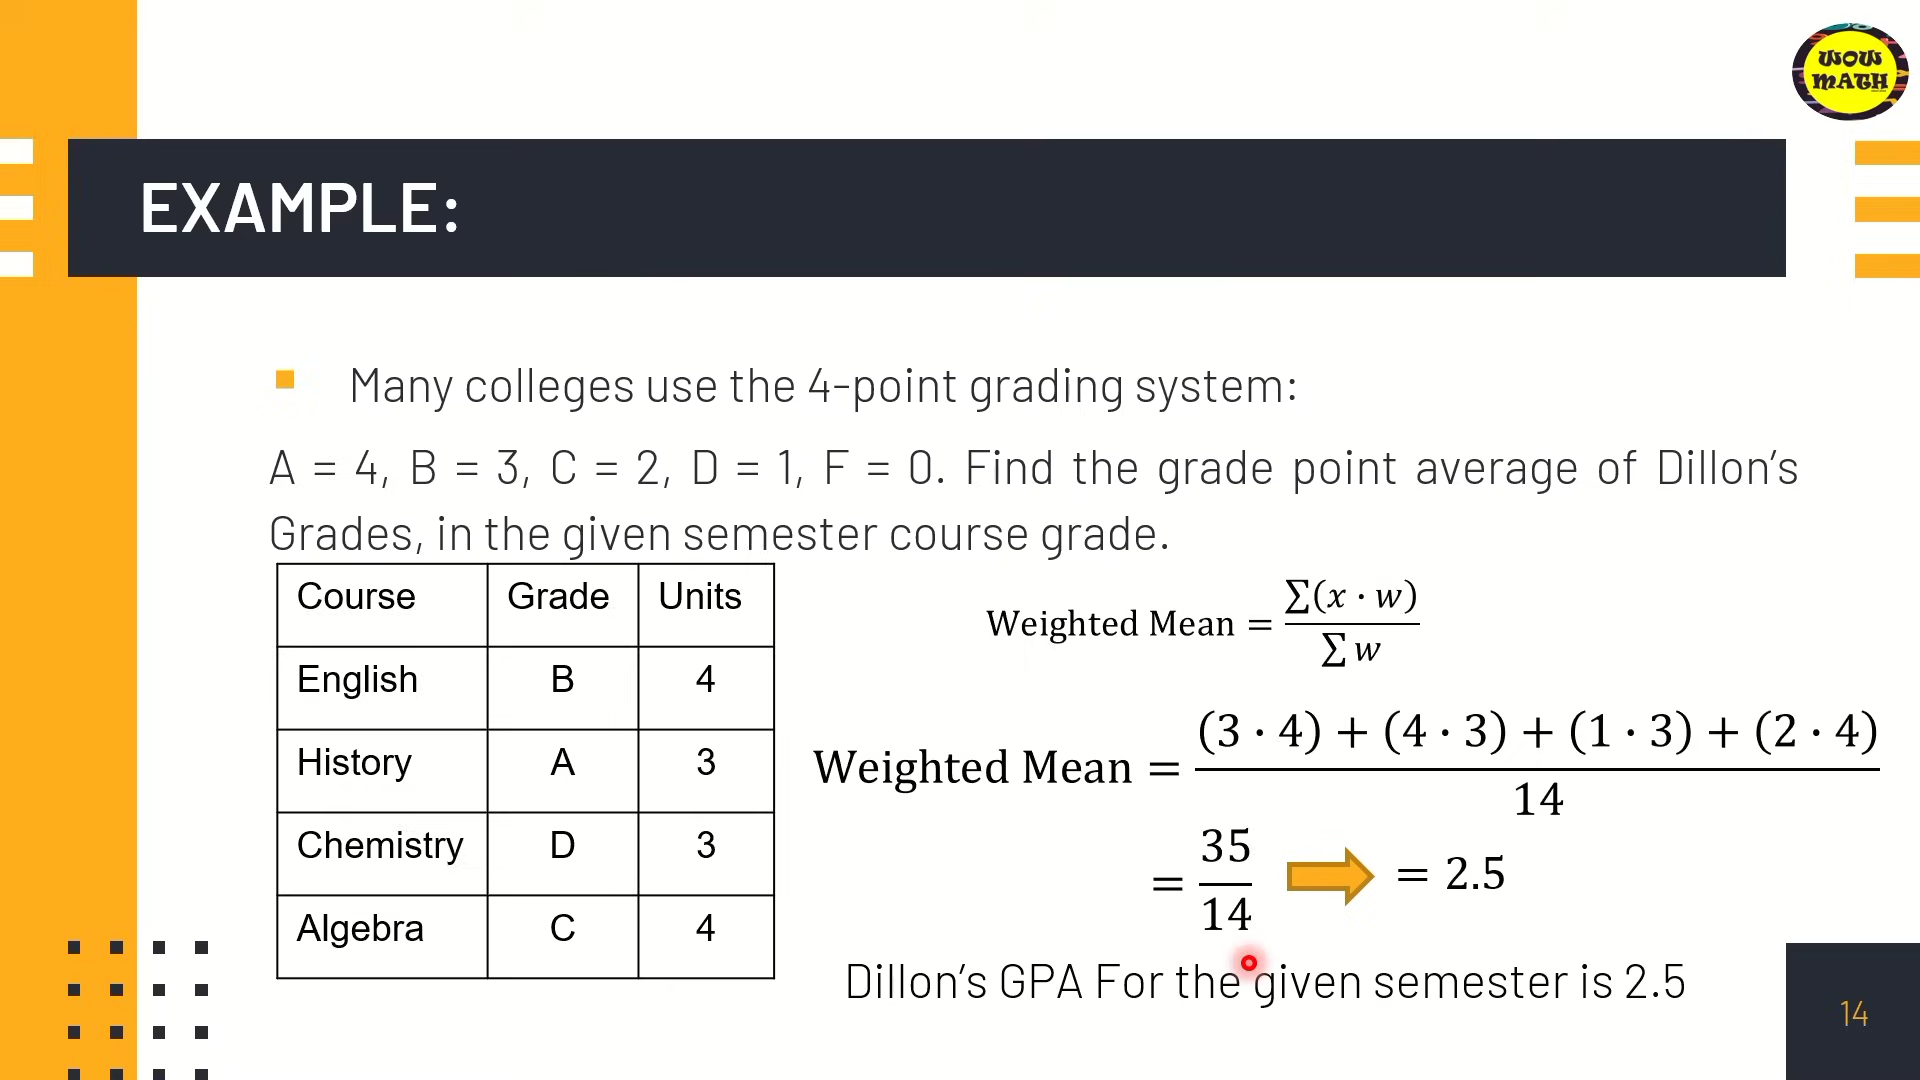 WOW
MATH
EXAMPLE:
Many colleges use the 4-point grading system:
A = 4, B = 3, C = 2, D = 1, F = 0. Find the grade point average of Dillon's
Grades, in the given semester course grade.
Course Grade Units
English B 4
History A 3
Chemistry D 3
Algebra C 4
Weighted Mean = ∑(x · w) / ∑ w
Weighted Mean = (3 · 4) + (4 · 3) + (1 · 3) + (2 · 4) / 14
= 35 / 14 = 2.5
Dillon's GPA For the given semester is 2.5
14